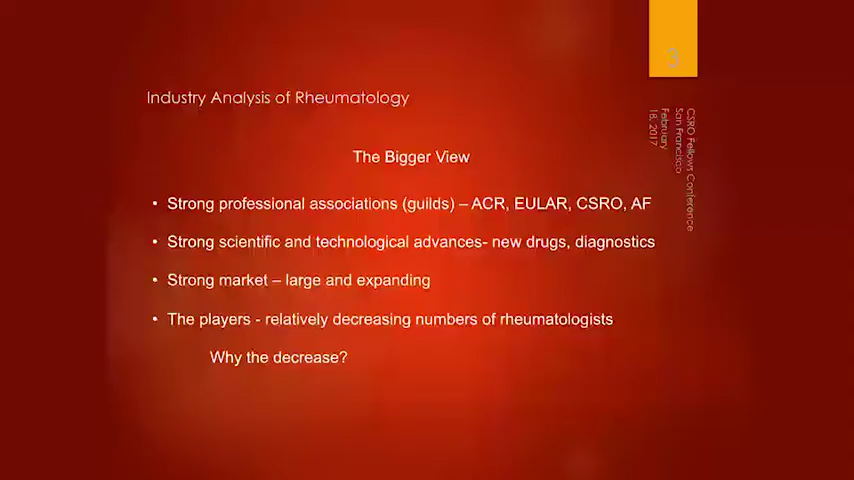 3
Industry Analysis of Rheumatology
CSRO Fellows Conference
San Francisco
February
18, 2017
The Bigger View
• Strong professional associations (guilds) – ACR, EULAR, CSRO, AF
• Strong scientific and technological advances- new drugs, diagnostics
• Strong market – large and expanding
• The players - relatively decreasing numbers of rheumatologists
Why the decrease?